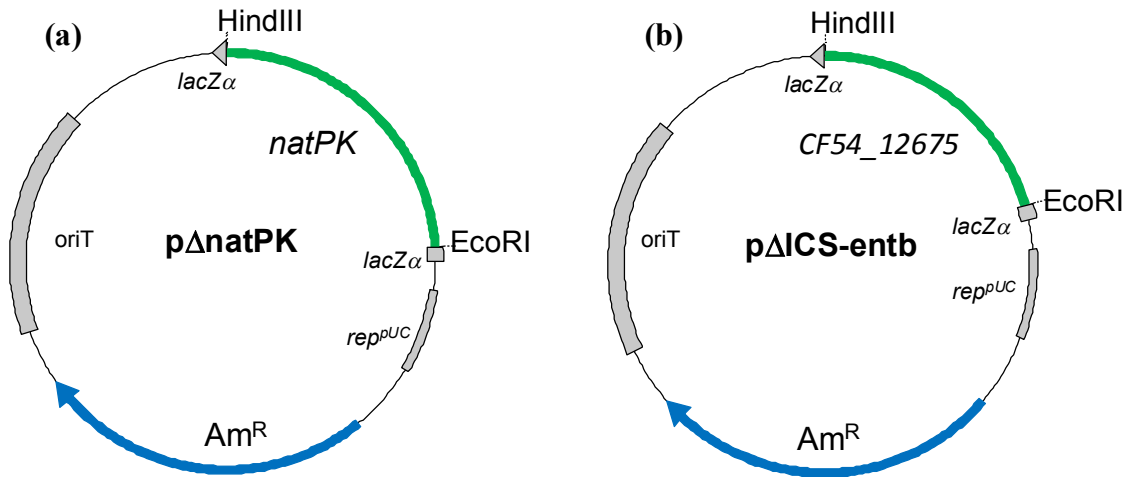 (a)
HindIII
lacZα
natPK
oriT
pΔnatPK
EcoRI
lacZα
rep^pUC
Am^R
(b)
HindIII
lacZα
CF54_12675
oriT
pΔICS-entb
EcoRI
lacZα
rep^pUC
Am^R